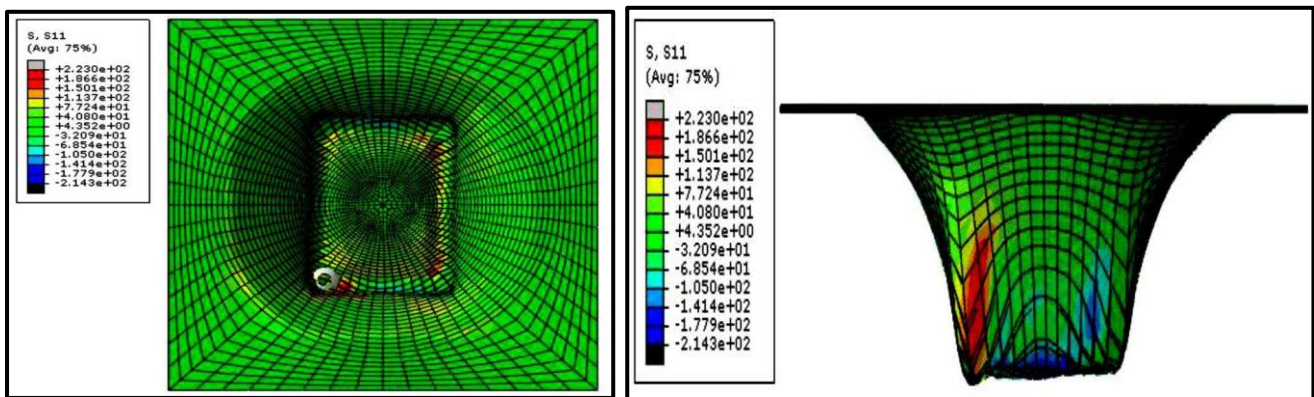 S, S11
(Avg: 75%)
+2.230e+02
+1.866e+02
+1.501e+02
+1.137e+02
+7.724e+01
+4.080e+01
+4.352e+00
-3.209e+01
-6.854e+01
-1.050e+02
-1.414e+02
-1.779e+02
-2.143e+02
S, S11
(Avg: 75%)
+2.230e+02
+1.866e+02
+1.501e+02
+1.137e+02
+7.724e+01
+4.080e+01
+4.352e+00
-3.209e+01
-6.854e+01
-1.050e+02
-1.414e+02
-1.779e+02
-2.143e+02